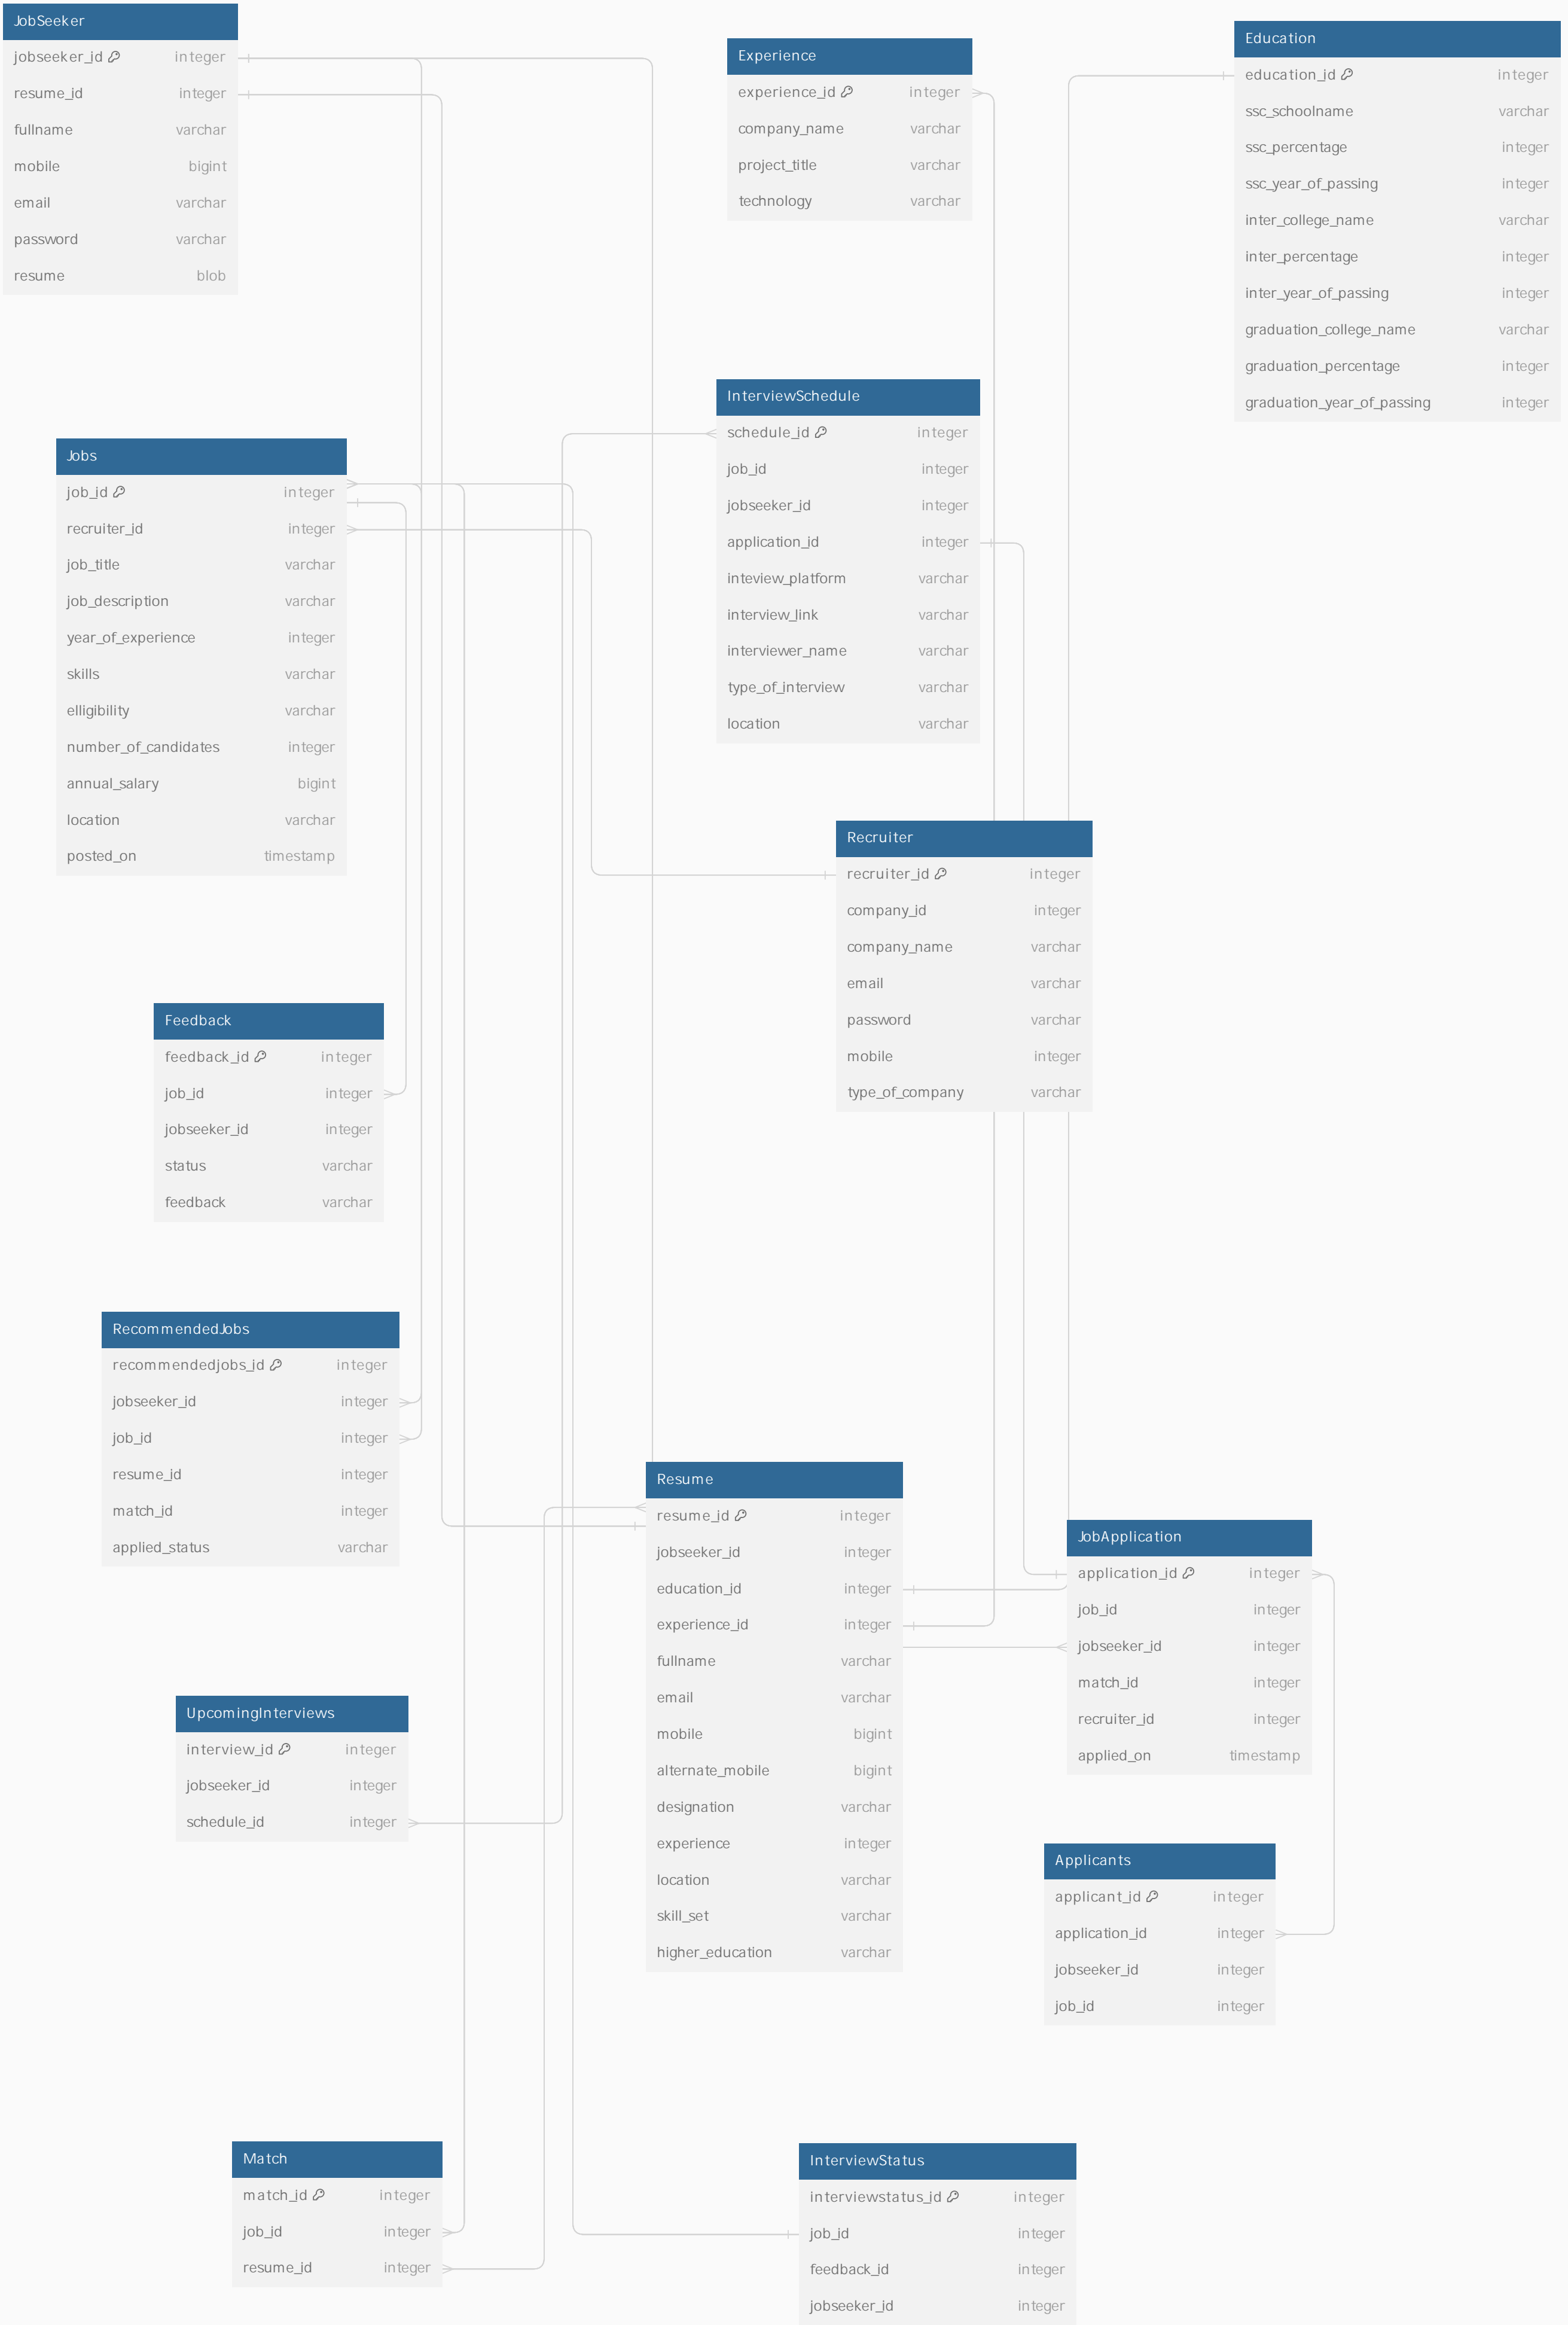 JobSeeker
jobseeker_id integer
resume_id integer
fullname varchar
mobile bigint
email varchar
password varchar
resume blob
Experience
experience_id integer
company_name varchar
project_title varchar
technology varchar
Education
education_id integer
ssc_schoolname varchar
ssc_percentage integer
ssc_year_of_passing integer
inter_college_name varchar
inter_percentage integer
inter_year_of_passing integer
graduation_college_name varchar
graduation_percentage integer
graduation_year_of_passing integer
InterviewSchedule
schedule_id integer
job_id integer
jobseeker_id integer
application_id integer
inteview_platform varchar
interview_link varchar
interviewer_name varchar
type_of_interview varchar
location varchar
Jobs
job_id integer
recruiter_id integer
job_title varchar
job_description varchar
year_of_experience integer
skills varchar
elligibility varchar
number_of_candidates integer
annual_salary bigint
location varchar
posted_on timestamp
Recruiter
recruiter_id integer
company_id integer
company_name varchar
email varchar
password varchar
mobile integer
type_of_company varchar
Feedback
feedback_id integer
job_id integer
jobseeker_id integer
status varchar
feedback varchar
RecommendedJobs
recommendedjobs_id integer
jobseeker_id integer
job_id integer
resume_id integer
match_id integer
applied_status varchar
Resume
resume_id integer
jobseeker_id integer
education_id integer
experience_id integer
fullname varchar
email varchar
mobile bigint
alternate_mobile bigint
designation varchar
experience integer
location varchar
skill_set varchar
higher_education varchar
JobApplication
application_id integer
job_id integer
jobseeker_id integer
match_id integer
recruiter_id integer
applied_on timestamp
UpcomingInterviews
interview_id integer
jobseeker_id integer
schedule_id integer
Applicants
applicant_id integer
application_id integer
jobseeker_id integer
job_id integer
Match
match_id integer
job_id integer
resume_id integer
InterviewStatus
interviewstatus_id integer
job_id integer
feedback_id integer
jobseeker_id integer